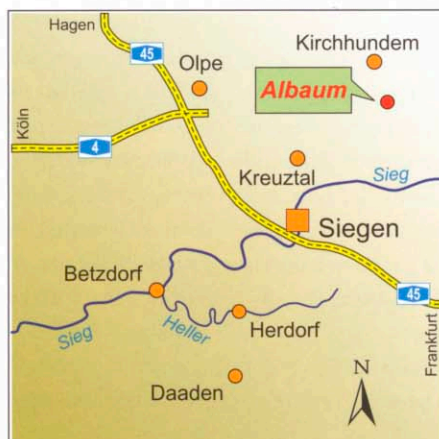 Hagen
45
Olpe
Kirchhundem
Albaum
Köln
4
Kreuztal
Sieg
Siegen
Betzdorf
45
Sieg
Heller
Herdorf
Frankfurt
Daaden
N